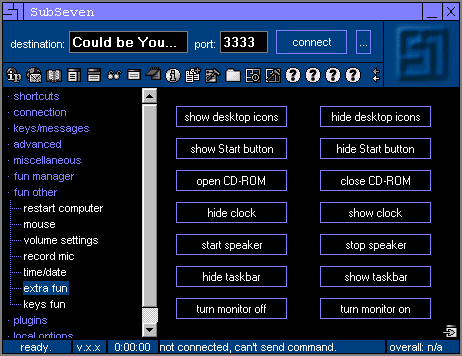 SubSeven
destination: Could be You... port: 3333 connect ...
ip ? ? ? ?
· shortcuts
· connection
· keys/messages
· advanced
· miscellaneous
· fun manager
· fun other
restart computer
mouse
volume settings
record mic
time/date
extra fun
keys fun
· plugins
· local options
show desktop icons hide desktop icons
show Start button hide Start button
open CD-ROM close CD-ROM
hide clock show clock
start speaker stop speaker
hide taskbar show taskbar
turn monitor off turn monitor on
ready. v.x.x 0:00:00 not connected, can't send command. overall: n/a